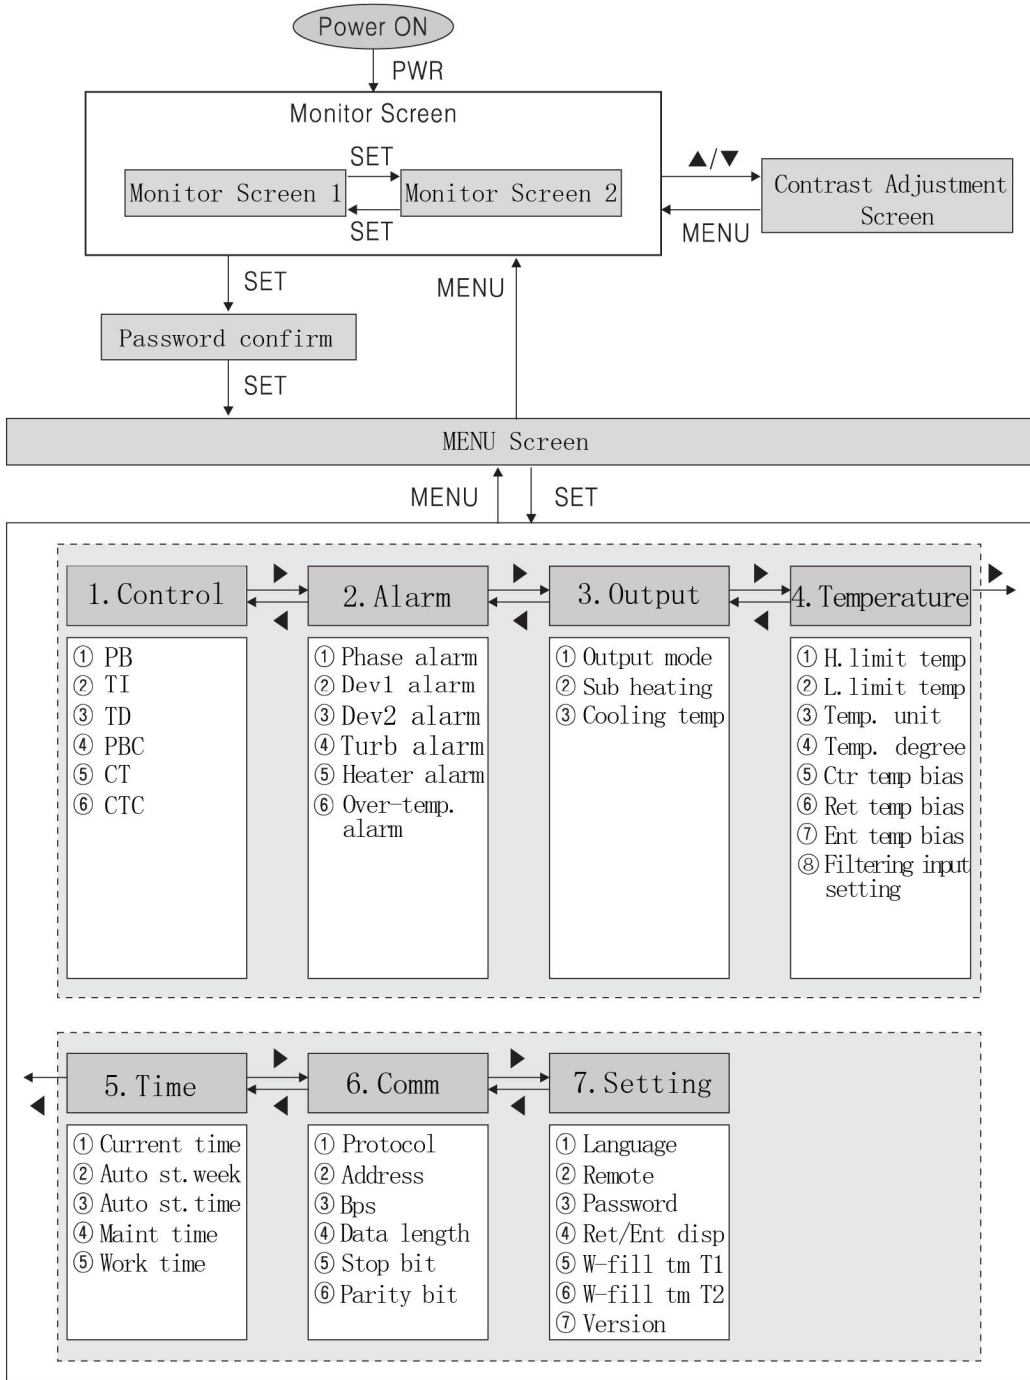 Power ON
PWR
Monitor Screen
SET
Monitor Screen 1
Monitor Screen 2
SET
▲/▼
Contrast Adjustment
Screen
MENU
SET
MENU
Password confirm
SET
MENU Screen
MENU
SET
1.Control
▶
◀
2.Alarm
▶
◀
3.Output
▶
◀
4.Temperature
▶
① PB
② TI
③ TD
④ PBC
⑤ CT
⑥ CTC
① Phase alarm
② Dev1 alarm
③ Dev2 alarm
④ Turb alarm
⑤ Heater alarm
⑥ Over-temp.
alarm
① Output mode
② Sub heating
③ Cooling temp
① H.limit temp
② L.limit temp
③ Temp. unit
④ Temp. degree
⑤ Ctr temp bias
⑥ Ret temp bias
⑦ Ent temp bias
⑧ Filtering input
setting
◀
5.Time
▶
◀
6.Comm
▶
◀
7.Setting
① Current time
② Auto st.week
③ Auto st.time
④ Maint time
⑤ Work time
① Protocol
② Address
③ Bps
④ Data length
⑤ Stop bit
⑥ Parity bit
① Language
② Remote
③ Password
④ Ret/Ent disp
⑤ W-fill tm T1
⑥ W-fill tm T2
⑦ Version